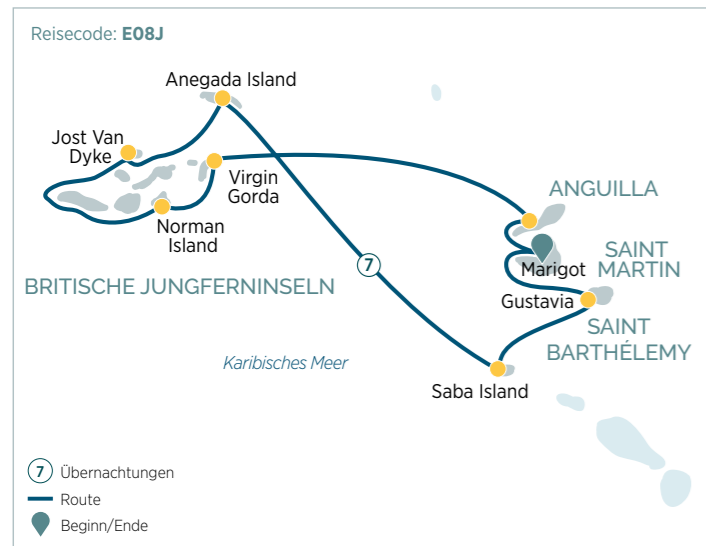 Reisecode: E08J
Anegada Island
Jost Van
Dyke
Virgin
Gorda
Norman
Island
ANGUILLA
Marigot
SAINT
MARTIN
Gustavia
BRITISCHE JUNGFERNINSELN
7
SAINT
BARTHÉLEMY
Karibisches Meer
Saba Island
7 Übernachtungen
Route
Beginn/Ende